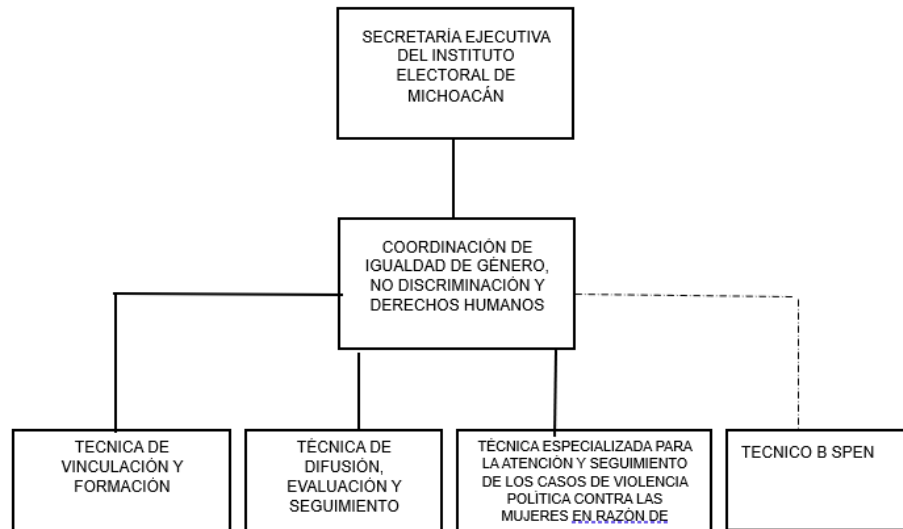 SECRETARÍA EJECUTIVA
DEL INSTITUTO
ELECTORAL DE
MICHOACÁN
COORDINACIÓN DE
IGUALDAD DE GÉNERO,
NO DISCRIMINACIÓN Y
DERECHOS HUMANOS
TECNICA DE
VINCULACIÓN Y
FORMACIÓN
TÉCNICA DE
DIFUSIÓN,
EVALUACIÓN Y
SEGUIMIENTO
TÉCNICA ESPECIALIZADA PARA
LA ATENCIÓN Y SEGUIMIENTO
DE LOS CASOS DE VIOLENCIA
POLÍTICA CONTRA LAS
MUJERES EN RAZÓN DE
TECNICO B SPEN